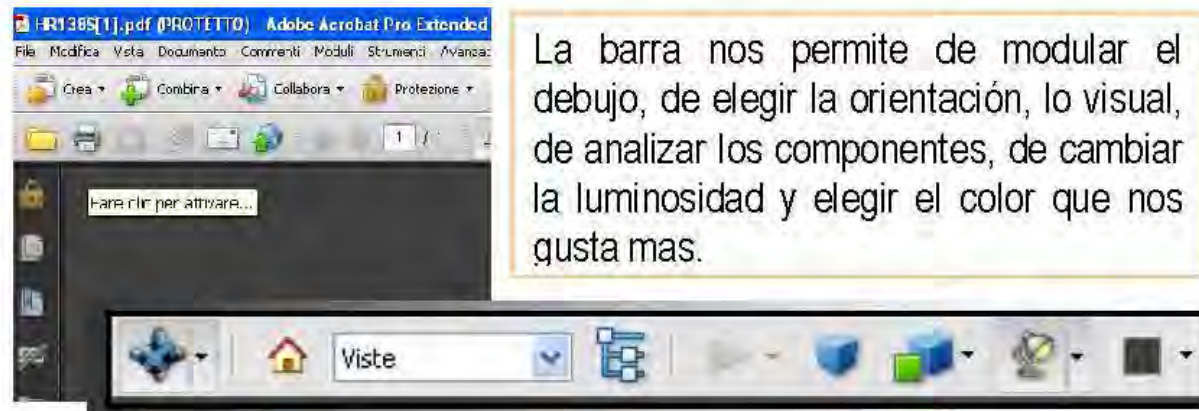 HR1385[1].pdf (PROTETTO) Adobe Acrobat Pro Extended
File Modifica Vista Documento Commenti Moduli Strumenti
Crea Combina Collabora Protezione
1 /
Fare clic per attivare...
La barra nos permite de modular el
debujo, de elegir la orientación, lo visual,
de analizar los componentes, de cambiar
la luminosidad y elegir el color que nos
gusta mas.
Viste